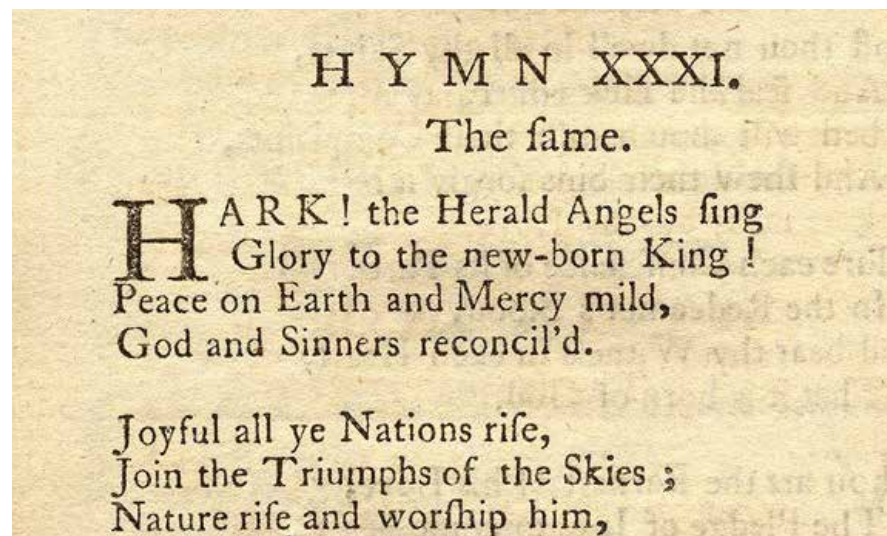 H Y M N XXXI.
The ſame.
HARK! the Herald Angels ſing
Glory to the new-born King !
Peace on Earth and Mercy mild,
God and Sinners reconcil'd.
Joyful all ye Nations riſe,
Join the Triumphs of the Skies ;
Nature riſe and worſhip him,